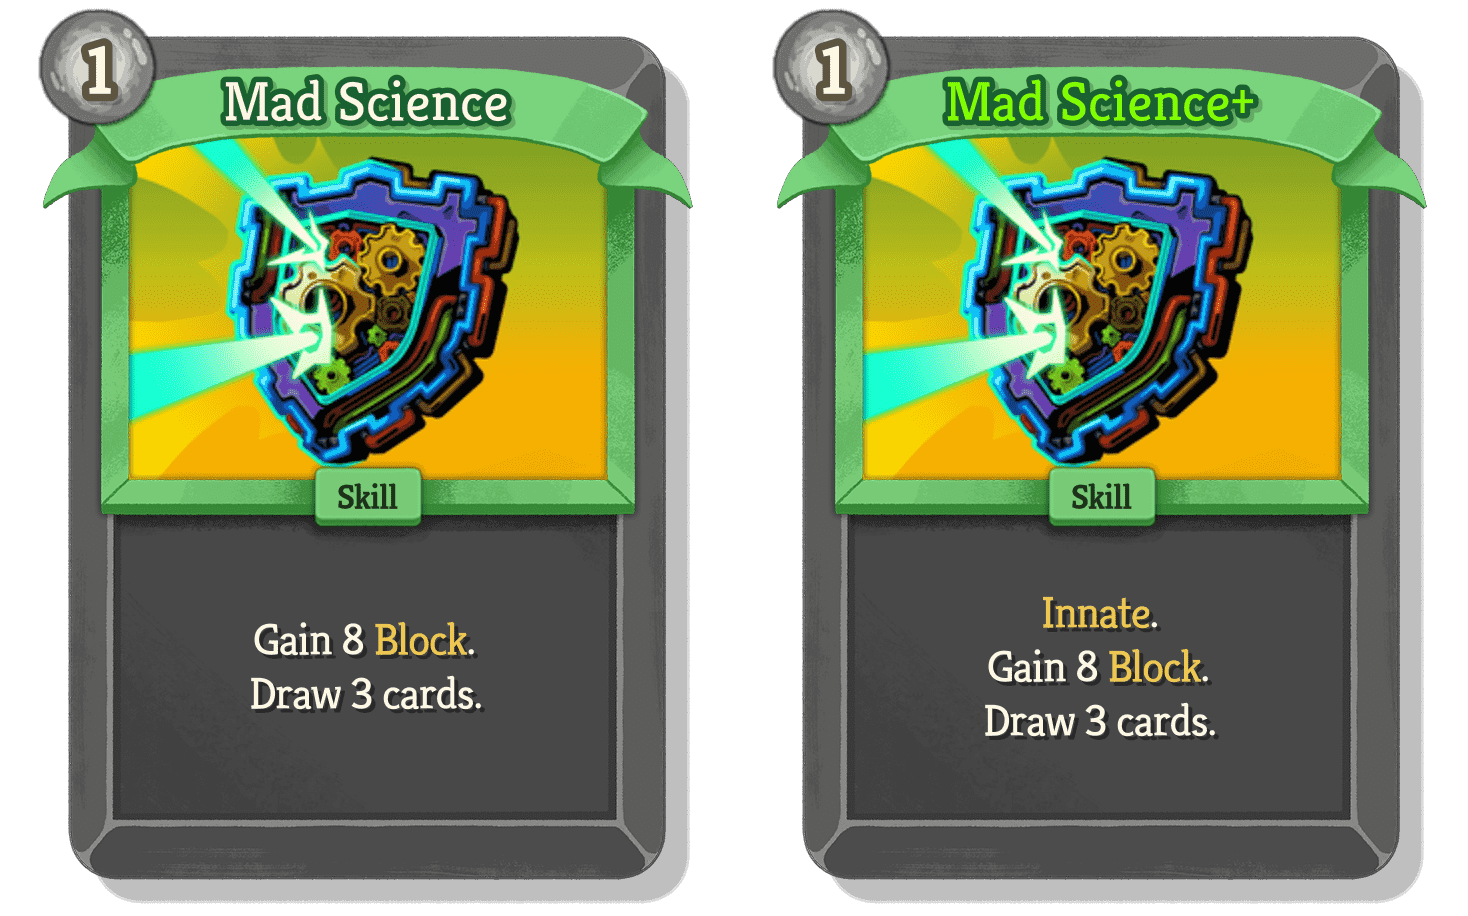 1
Mad Science
Skill
Gain 8 Block.
Draw 3 cards.
1
Mad Science+
Skill
Innate.
Gain 8 Block.
Draw 3 cards.